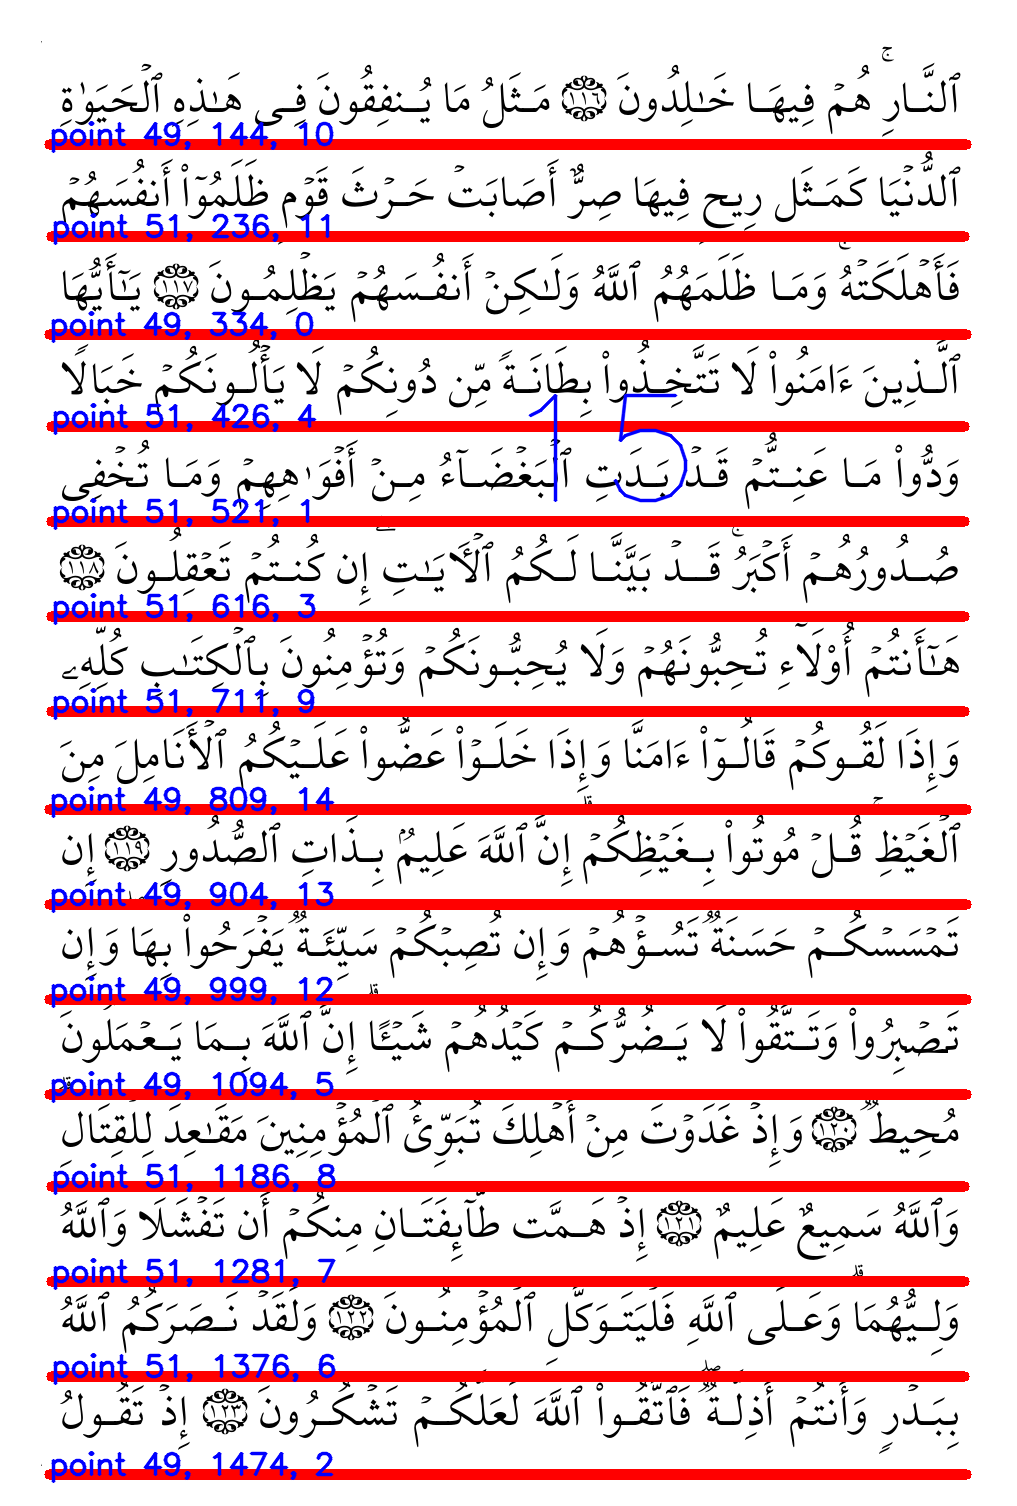 ٱلنَّارِۚ هُمۡ فِيهَا خَـٰلِدُونَ ١١٦ مَثَلُ مَا يُنفِقُونَ فِى هَـٰذِهِ ٱلۡحَيَوٰةِ
point 49, 144, 10
ٱلدُّنۡيَا كَمَثَلِ رِيحٍ فِيهَا صِرٌّ أَصَابَتۡ حَرۡثَ قَوۡمٍ ظَلَمُوٓا۟ أَنفُسَهُمۡ
point 51, 236, 11
فَأَهۡلَكَتۡهُۚ وَمَا ظَلَمَهُمُ ٱللَّهُ وَلَـٰكِنۡ أَنفُسَهُمۡ يَظۡلِمُونَ ١١٧ يَـٰٓأَيُّهَا
point 49, 334, 0
ٱلَّذِينَ ءَامَنُوا۟ لَا تَتَّخِذُوا۟ بِطَانَةً مِّن دُونِكُمۡ لَا يَأۡلُونَكُمۡ خَبَالًا
point 51, 426, 4
15
وَدُّوا۟ مَا عَنِتُّمۡ قَدۡ بَدَتِ ٱلۡبَغۡضَآءُ مِنۡ أَفۡوَٰهِهِمۡ وَمَا تُخۡفِى
point 51, 521, 1
صُدُورُهُمۡ أَكۡبَرُۚ قَدۡ بَيَّنَّا لَكُمُ ٱلۡـَٔايَـٰتِۖ إِن كُنتُمۡ تَعۡقِلُونَ ١١٨
point 51, 616, 3
هَـٰٓأَنتُمۡ أُو۟لَآءِ تُحِبُّونَهُمۡ وَلَا يُحِبُّونَكُمۡ وَتُؤۡمِنُونَ بِٱلۡكِتَـٰبِ كُلِّهِۦ
point 51, 711, 9
وَإِذَا لَقُوكُمۡ قَالُوٓا۟ ءَامَنَّا وَإِذَا خَلَوۡا۟ عَضُّوا۟ عَلَيۡكُمُ ٱلۡأَنَامِلَ مِنَ
point 49, 809, 14
ٱلۡغَيۡظِۚ قُلۡ مُوتُوا۟ بِغَيۡظِكُمۡۗ إِنَّ ٱللَّهَ عَلِيمُۢ بِذَاتِ ٱلصُّدُورِ ١١٩ إِن
point 49, 904, 13
تَمۡسَسۡكُمۡ حَسَنَةٌ تَسُؤۡهُمۡ وَإِن تُصِبۡكُمۡ سَيِّئَةٌ يَفۡرَحُوا۟ بِهَاۖ وَإِن
point 49, 999, 12
تَصۡبِرُوا۟ وَتَتَّقُوا۟ لَا يَضُرُّكُمۡ كَيۡدُهُمۡ شَيۡـًٔاۗ إِنَّ ٱللَّهَ بِمَا يَعۡمَلُونَ
point 49, 1094, 5
مُحِيطٌ ١٢٠ وَإِذۡ غَدَوۡتَ مِنۡ أَهۡلِكَ تُبَوِّئُ ٱلۡمُؤۡمِنِينَ مَقَـٰعِدَ لِلۡقِتَالِۗ
point 51, 1186, 8
وَٱللَّهُ سَمِيعٌ عَلِيمٌ ١٢١ إِذۡ هَمَّت طَّآئِفَتَانِ مِنكُمۡ أَن تَفۡشَلَا وَٱللَّهُ
point 51, 1281, 7
وَلِيُّهُمَاۗ وَعَلَى ٱللَّهِ فَلۡيَتَوَكَّلِ ٱلۡمُؤۡمِنُونَ ١٢٢ وَلَقَدۡ نَصَرَكُمُ ٱللَّهُ
point 51, 1376, 6
بِبَدۡرٍ وَأَنتُمۡ أَذِلَّةٌۖ فَٱتَّقُوا۟ ٱللَّهَ لَعَلَّكُمۡ تَشۡكُرُونَ ١٢٣ إِذۡ تَقُولُ
point 49, 1474, 2